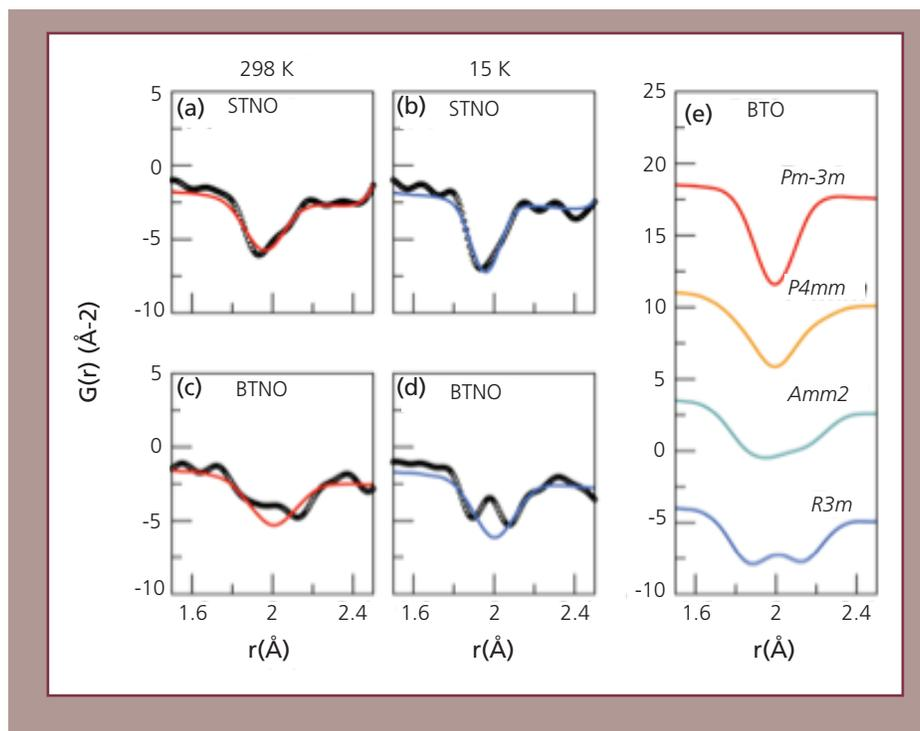 298 K
15 K
(a) STNO
(b) STNO
(e) BTO
5
0
-5
-10
25
20
15
10
5
0
-5
-10
Pm-3m
P4mm
Amm2
R3m
G(r) (Å-2)
(c) BTNO
(d) BTNO
5
0
-5
-10
1.6 2 2.4
1.6 2 2.4
1.6 2 2.4
r(Å)
r(Å)
r(Å)